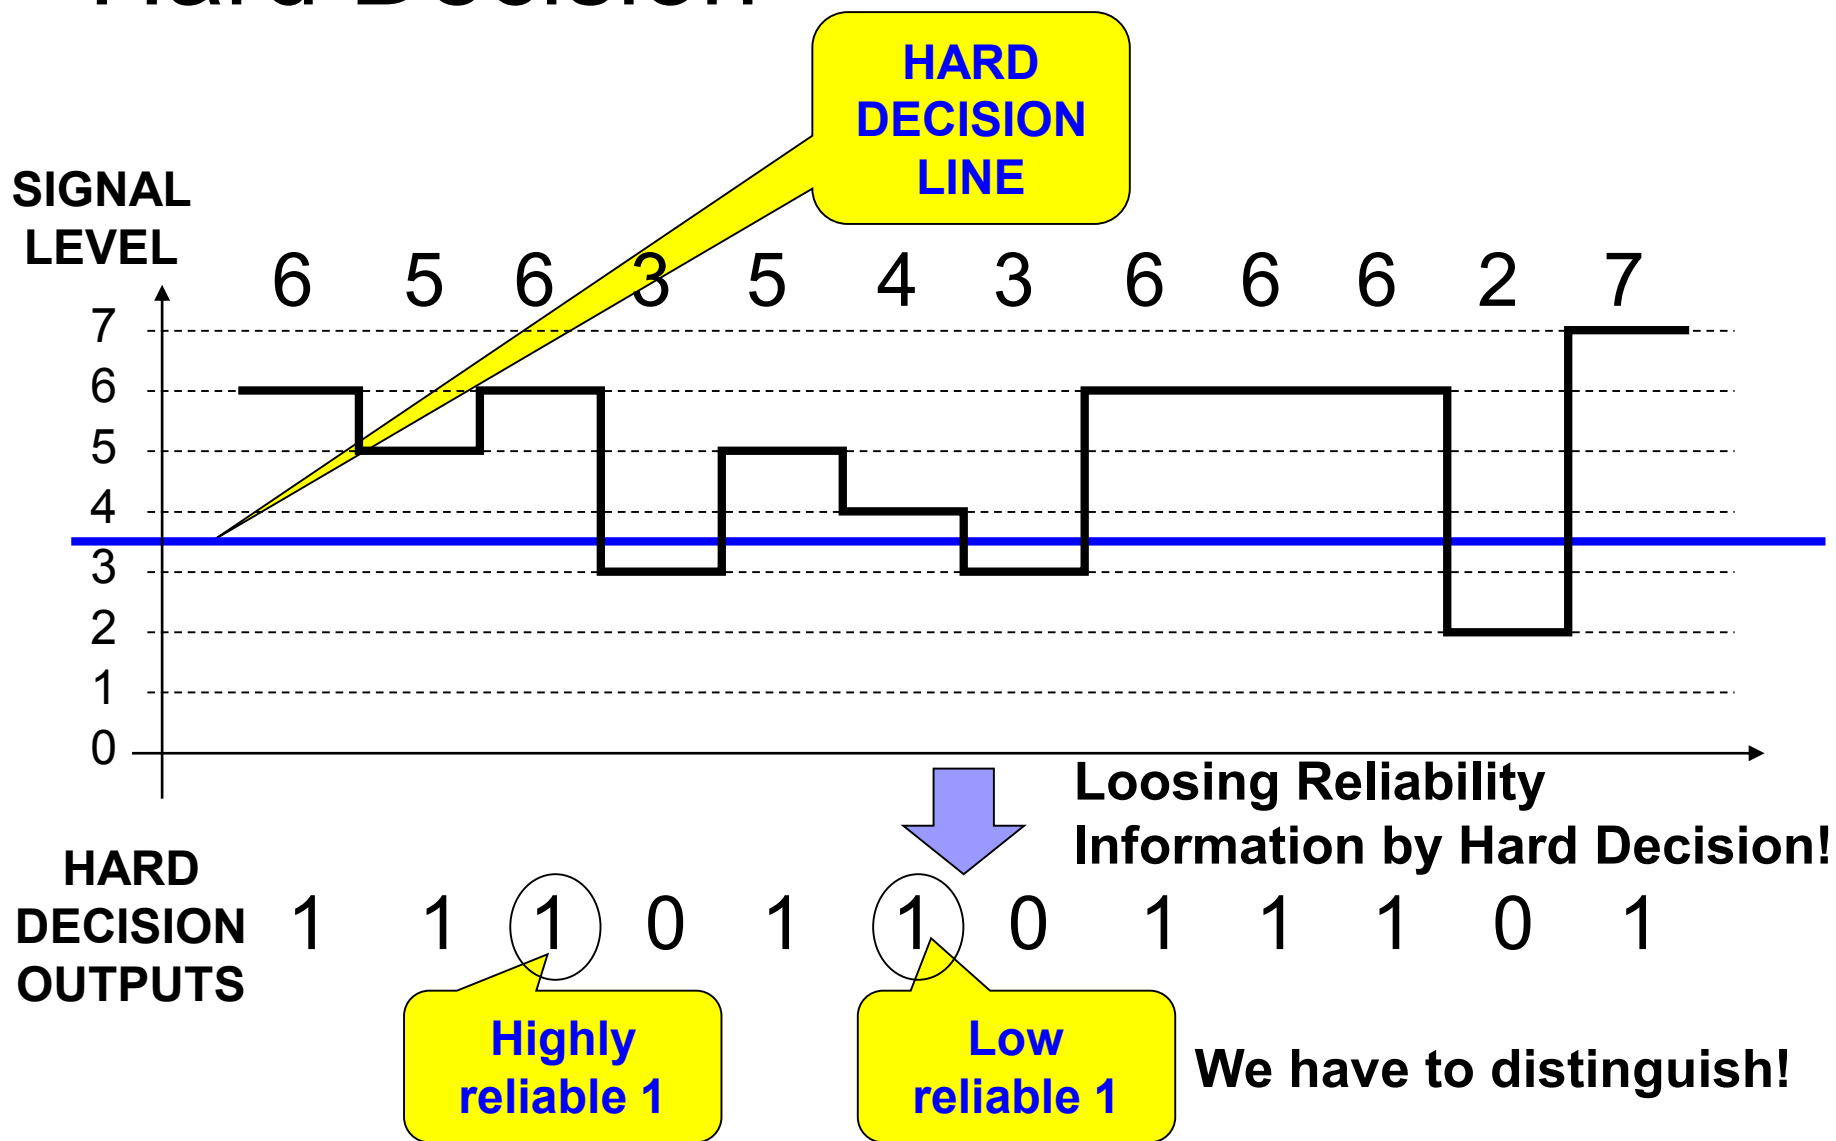 Hard Decision
HARD
DECISION
LINE
SIGNAL
LEVEL
6 5 6 3 5 4 3 6 6 6 2 7
7
6
5
4
3
2
1
0
Loosing Reliability
Information by Hard Decision!
HARD
DECISION
OUTPUTS
1 1 1 0 1 1 0 1 1 1 0 1
Highly
reliable 1
Low
reliable 1
We have to distinguish!